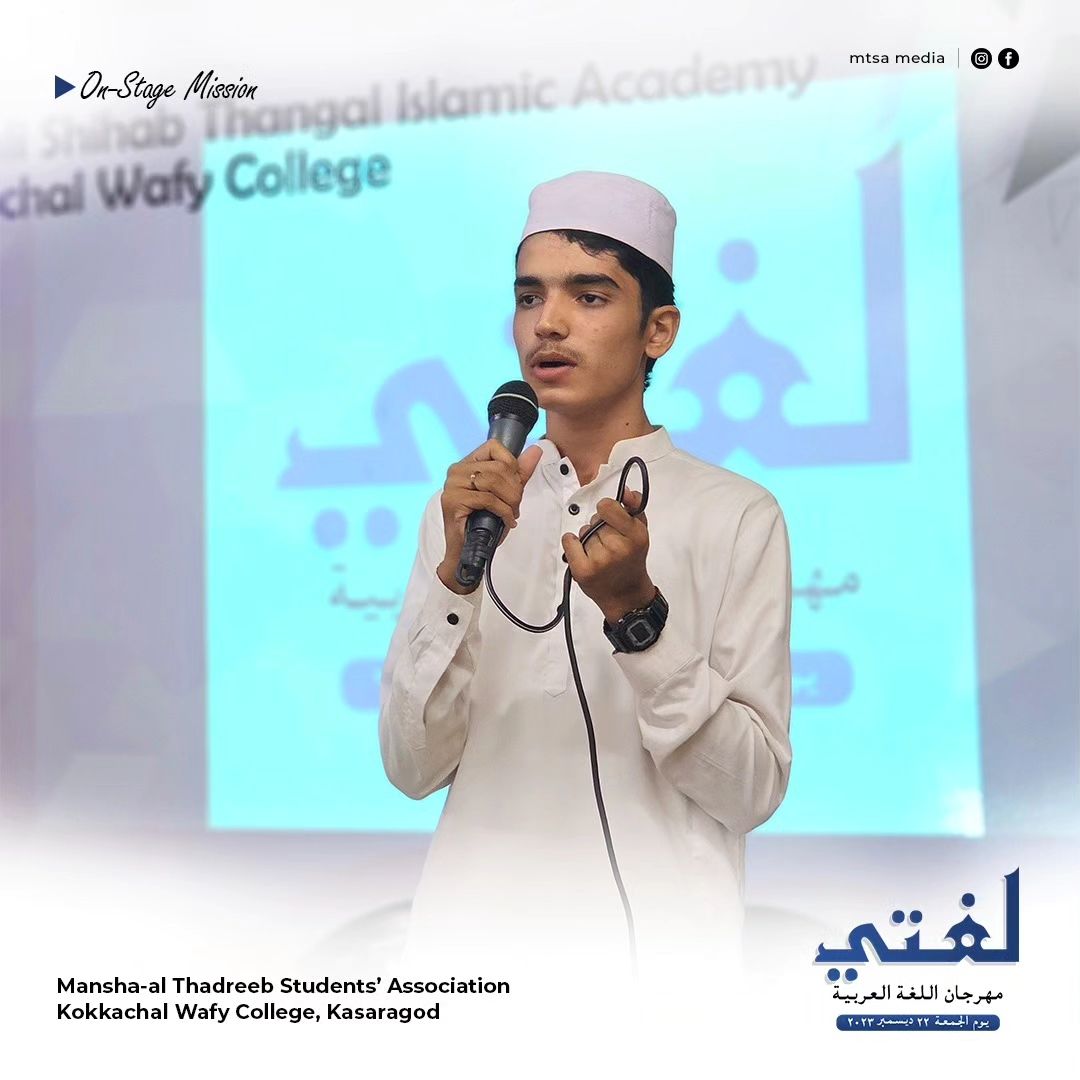 On-Stage Mission
mtsa media
Shihab Thangal Islamic Academy
chal Wafy College
لغتي
Mansha-al Thadreeb Students’ Association
Kokkachal Wafy College, Kasaragod
لغتي
مهرجان اللغة العربية
يوم الجمعة ٢٢ ديسمبر ٢٠٢٣